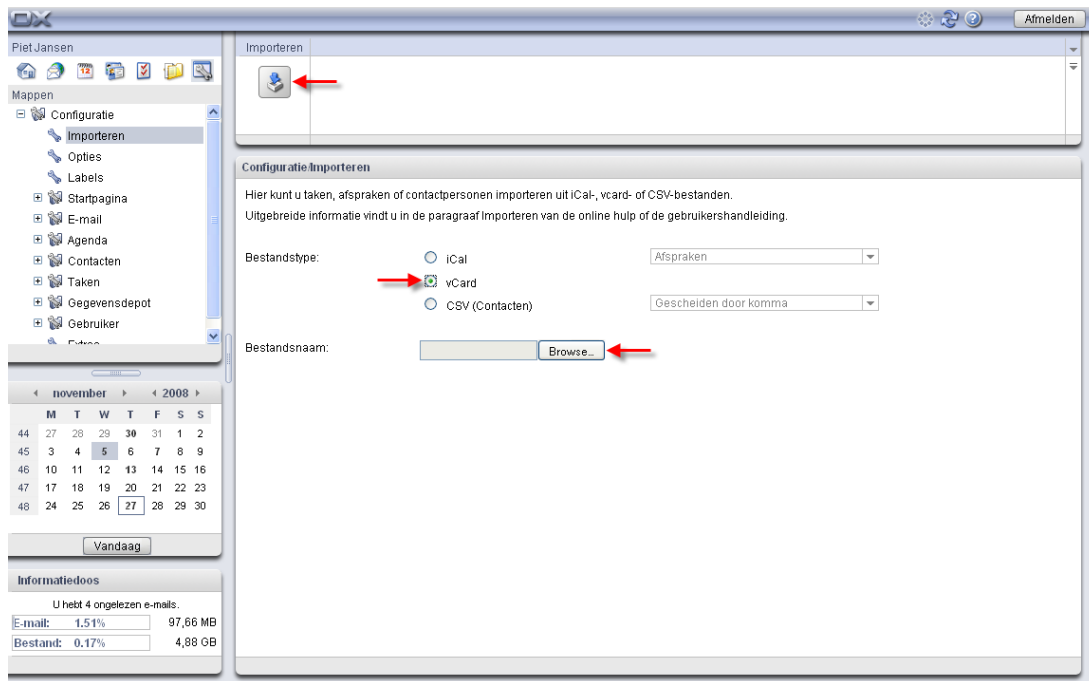 OX
Afmelden
Piet Jansen
12
Mappen
Configuratie
Importeren
Opties
Labels
Startpagina
E-mail
Agenda
Contacten
Taken
Gegevensdepot
Gebruiker
november 2008
M T W T F S S
44 27 28 29 30 31 1 2
45 3 4 5 6 7 8 9
46 10 11 12 13 14 15 16
47 17 18 19 20 21 22 23
48 24 25 26 27 28 29 30
Vandaag
Informatiedoos
U hebt 4 ongelezen e-mails.
E-mail: 1.51% 97,66 MB
Bestand: 0.17% 4,88 GB
Importeren
Configuratie/Importeren
Hier kunt u taken, afspraken of contactpersonen importeren uit iCal-, vcard- of CSV-bestanden.
Uitgebreide informatie vindt u in de paragraaf Importeren van de online hulp of de gebruikershandleiding.
Bestandstype: iCal Afspraken
vCard
CSV (Contacten) Gescheiden door komma
Bestandsnaam: Browse...